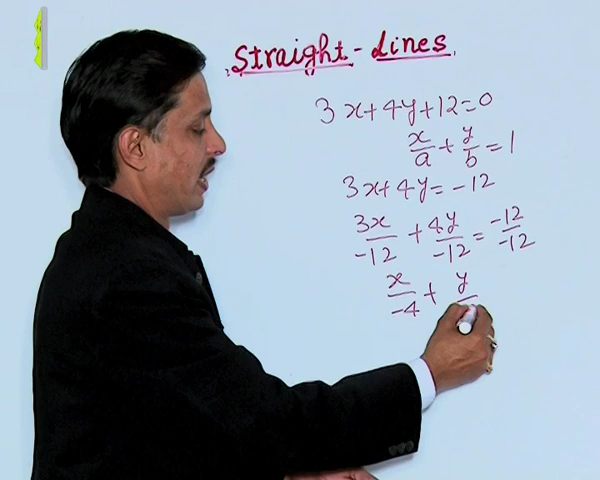 Straight-Lines
3x+4y+12=0
x/a + y/b = 1
3x+4y=-12
3x/-12 + 4y/-12 = -12/-12
x/-4 + y/